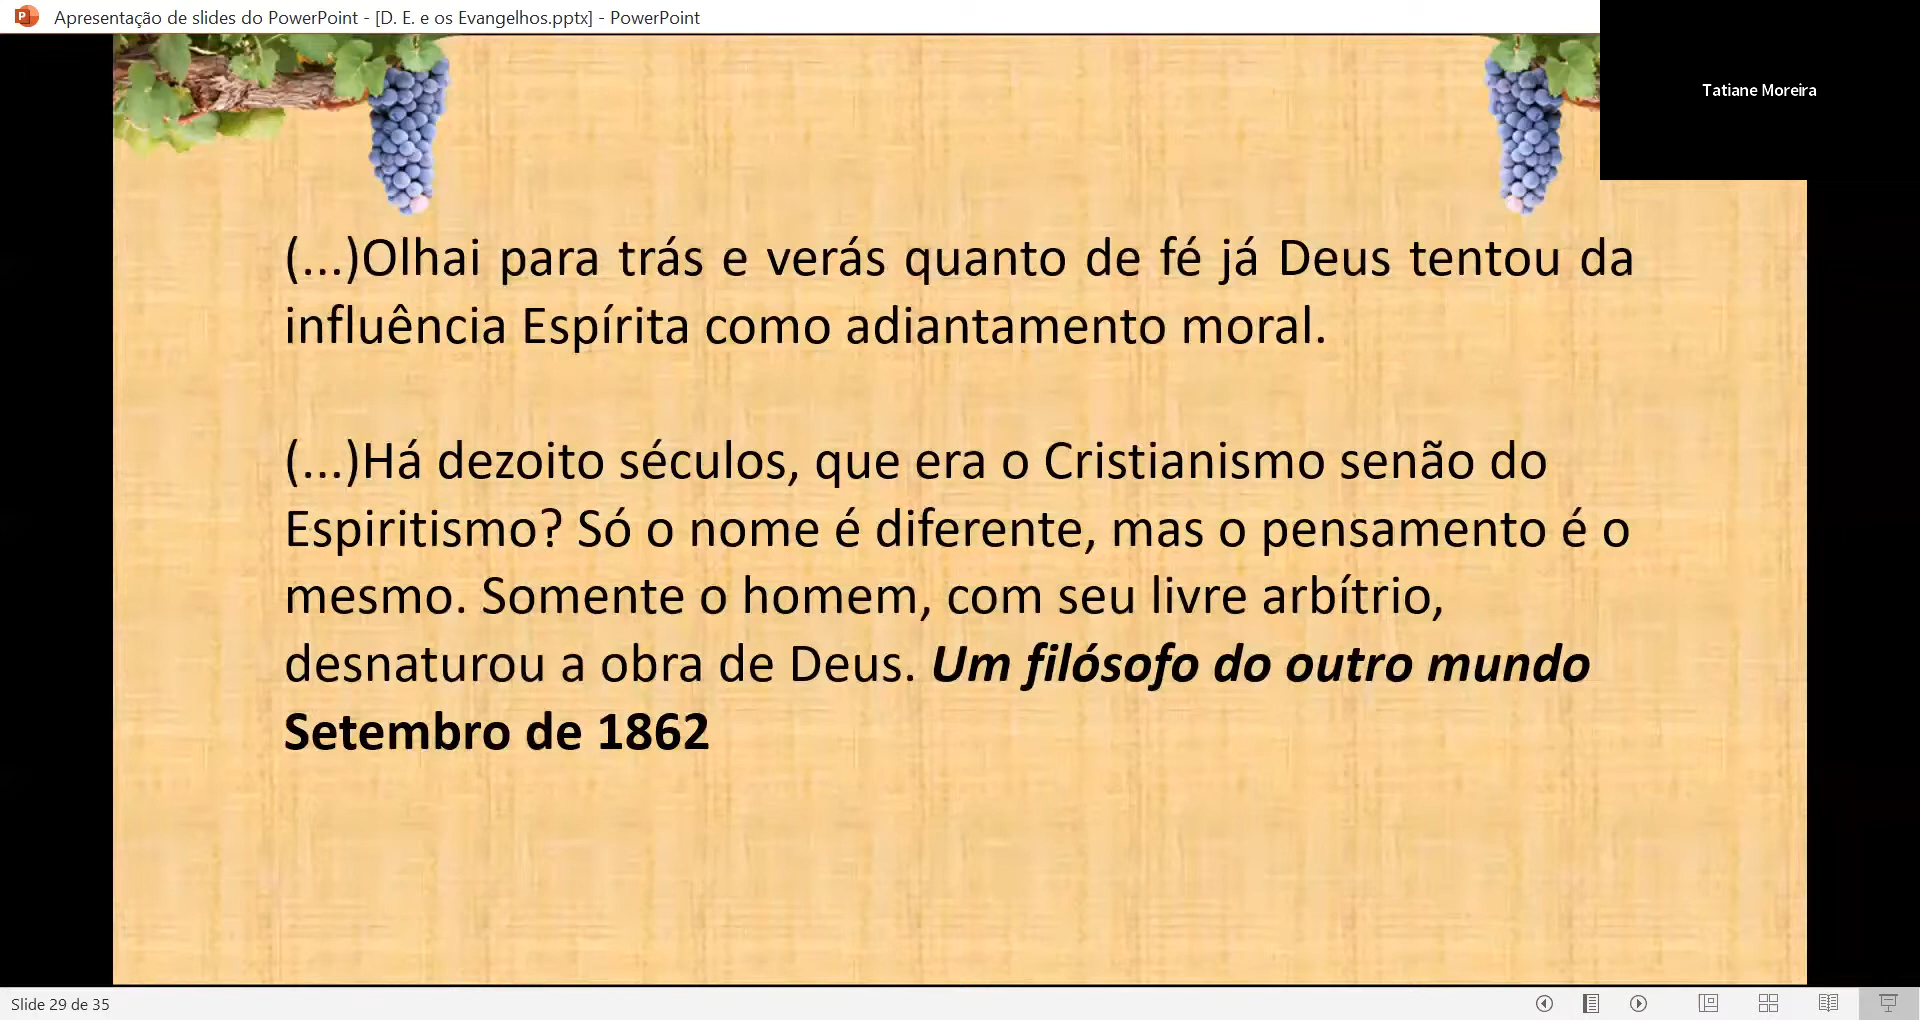 Apresentação de slides do PowerPoint - [D. E. e os Evangelhos.pptx] - PowerPoint
Tatiane Moreira
(...)Olhai para trás e verás quanto de fé já Deus tentou da
influência Espírita como adiantamento moral.
(...)Há dezoito séculos, que era o Cristianismo senão do
Espiritismo? Só o nome é diferente, mas o pensamento é o
mesmo. Somente o homem, com seu livre arbítrio,
desnaturou a obra de Deus. Um filósofo do outro mundo
Setembro de 1862
Slide 29 de 35